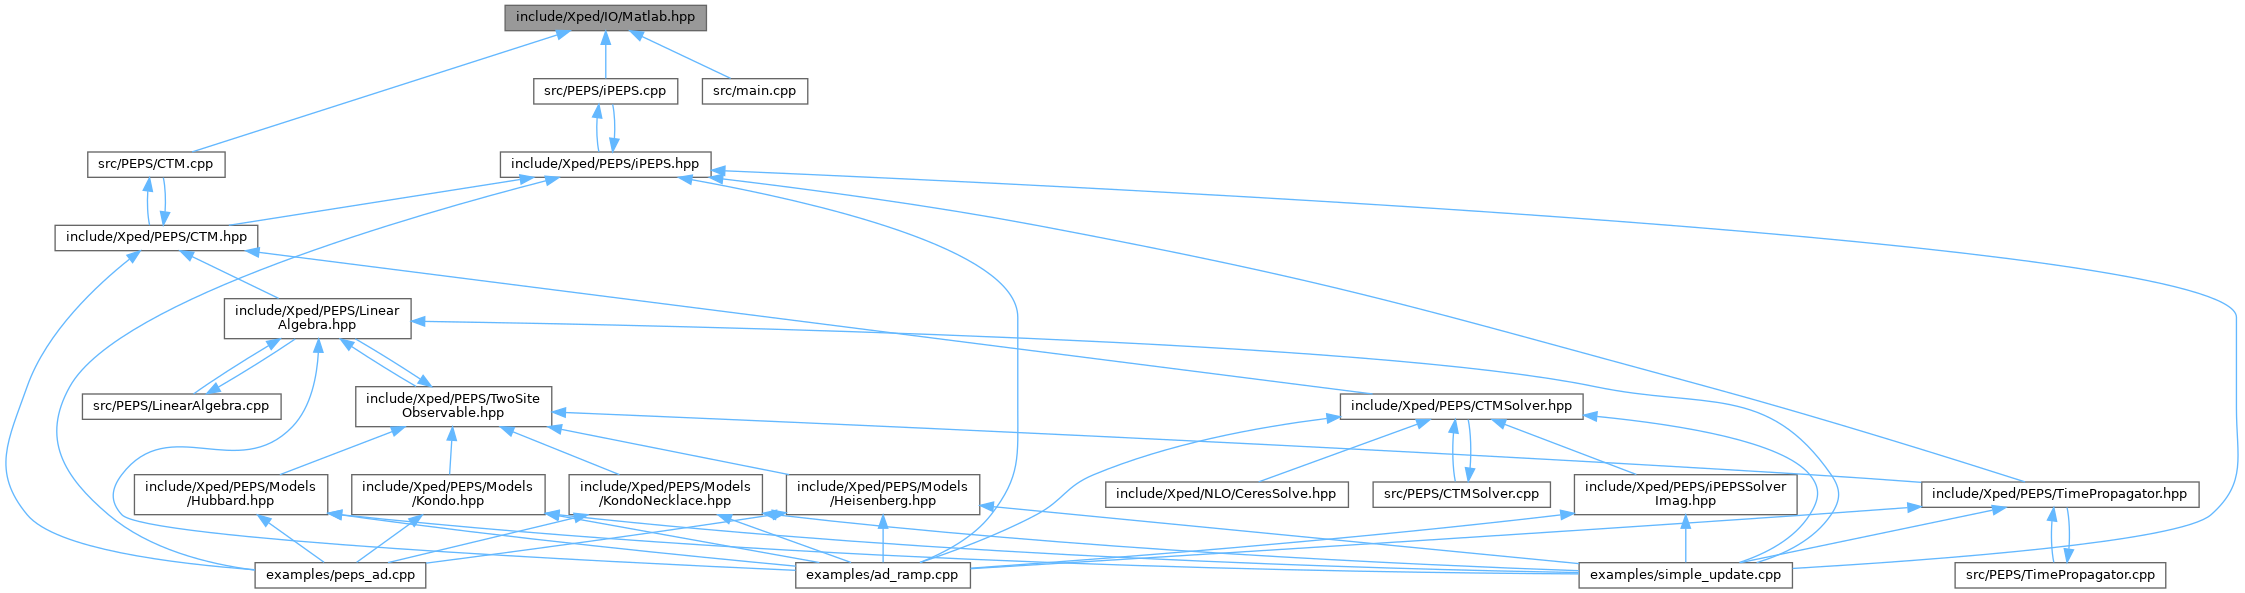 include/Xped/IO/Matlab.hpp
src/PEPS/iPEPS.cpp
src/main.cpp
src/PEPS/CTM.cpp
include/Xped/PEPS/iPEPS.hpp
include/Xped/PEPS/CTM.hpp
include/Xped/PEPS/Linear
Algebra.hpp
src/PEPS/LinearAlgebra.cpp
include/Xped/PEPS/TwoSite
Observable.hpp
include/Xped/PEPS/CTMSolver.hpp
include/Xped/PEPS/Models
/Hubbard.hpp
include/Xped/PEPS/Models
/Kondo.hpp
include/Xped/PEPS/Models
/KondoNecklace.hpp
include/Xped/PEPS/Models
/Heisenberg.hpp
include/Xped/NLO/CeresSolve.hpp
src/PEPS/CTMSolver.cpp
include/Xped/PEPS/iPEPSSolver
Imag.hpp
include/Xped/PEPS/TimePropagator.hpp
examples/peps_ad.cpp
examples/ad_ramp.cpp
examples/simple_update.cpp
src/PEPS/TimePropagator.cpp